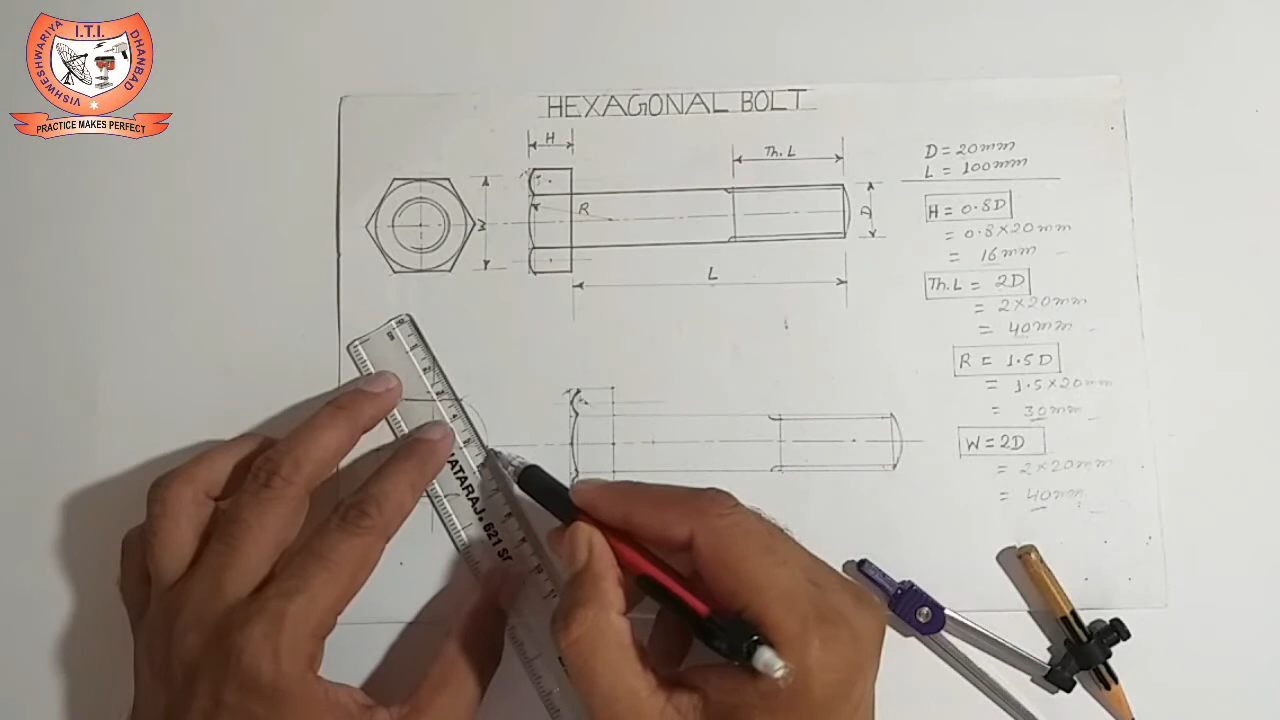 I.T.I.
VISHWESHWARIYA
DHANBAD
PRACTICE MAKES PERFECT
HEXAGONAL BOLT
H
Th. L
R
W
D
L
D = 20mm
L = 100mm
H = 0.8D
= 0.8×20mm
= 16mm
Th. L = 2D
= 2×20mm
= 40mm
R = 1.5D
= 1.5×20mm
= 30mm
W = 2D
= 2×20mm
= 40mm
NATARAJ. 621